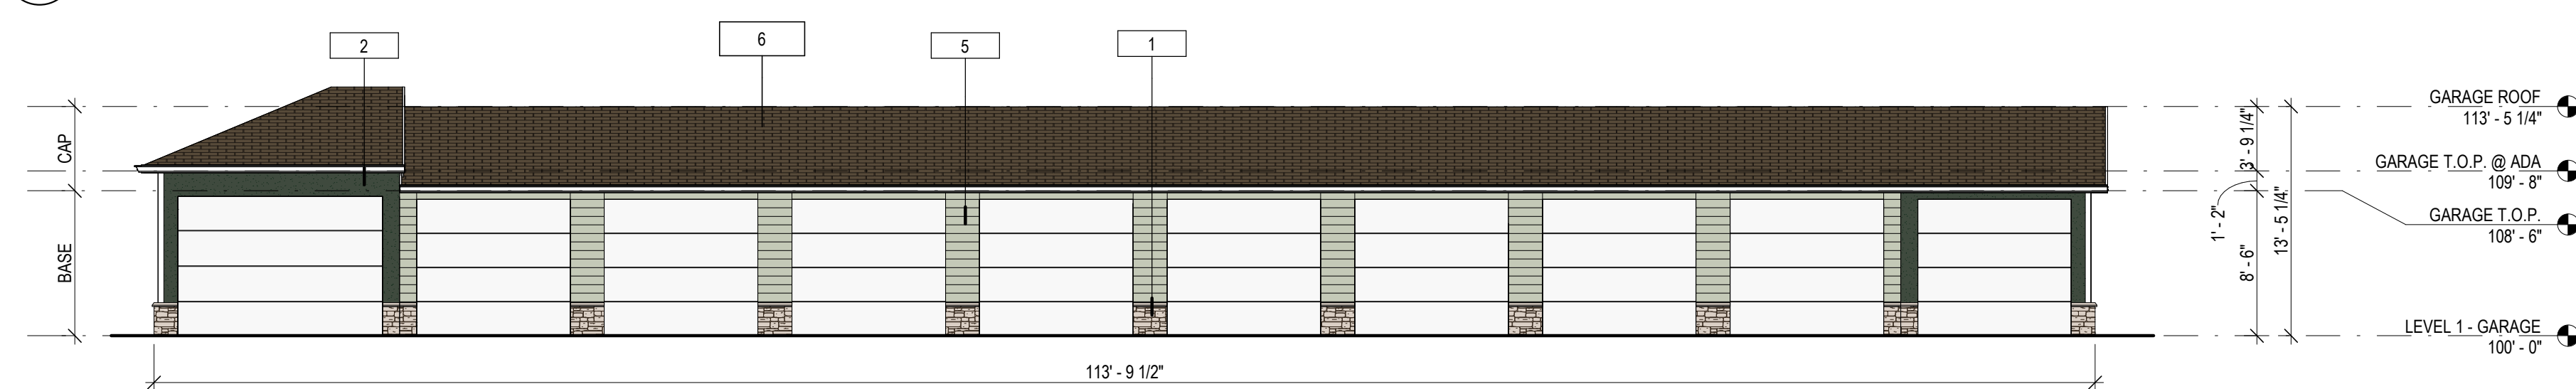 2
6
5
1
CAP
BASE
GARAGE ROOF
113' - 5 1/4"
GARAGE T.O.P. @ ADA
109' - 8"
GARAGE T.O.P.
108' - 6"
LEVEL 1 - GARAGE
100' - 0"
3' - 9 1/4"
1' - 2"
8' - 6"
13' - 5 1/4"
113' - 9 1/2"